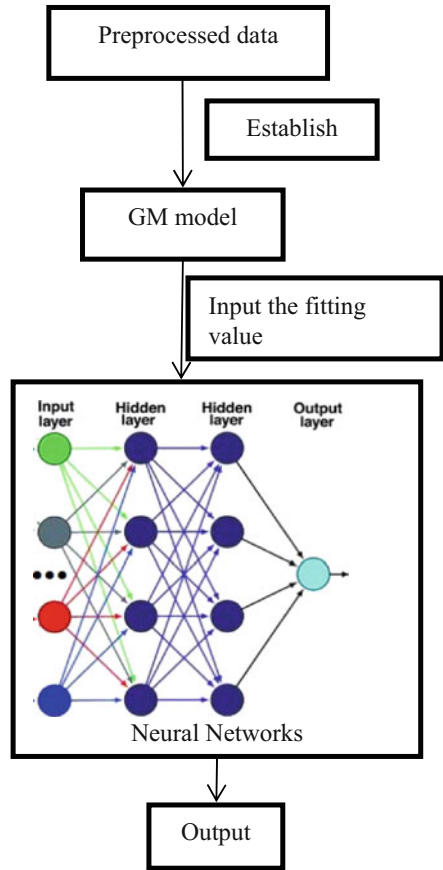 Preprocessed data
Establish
GM model
Input the fitting
value
Input Hidden Hidden Output
layer layer layer layer
Neural Networks
Output